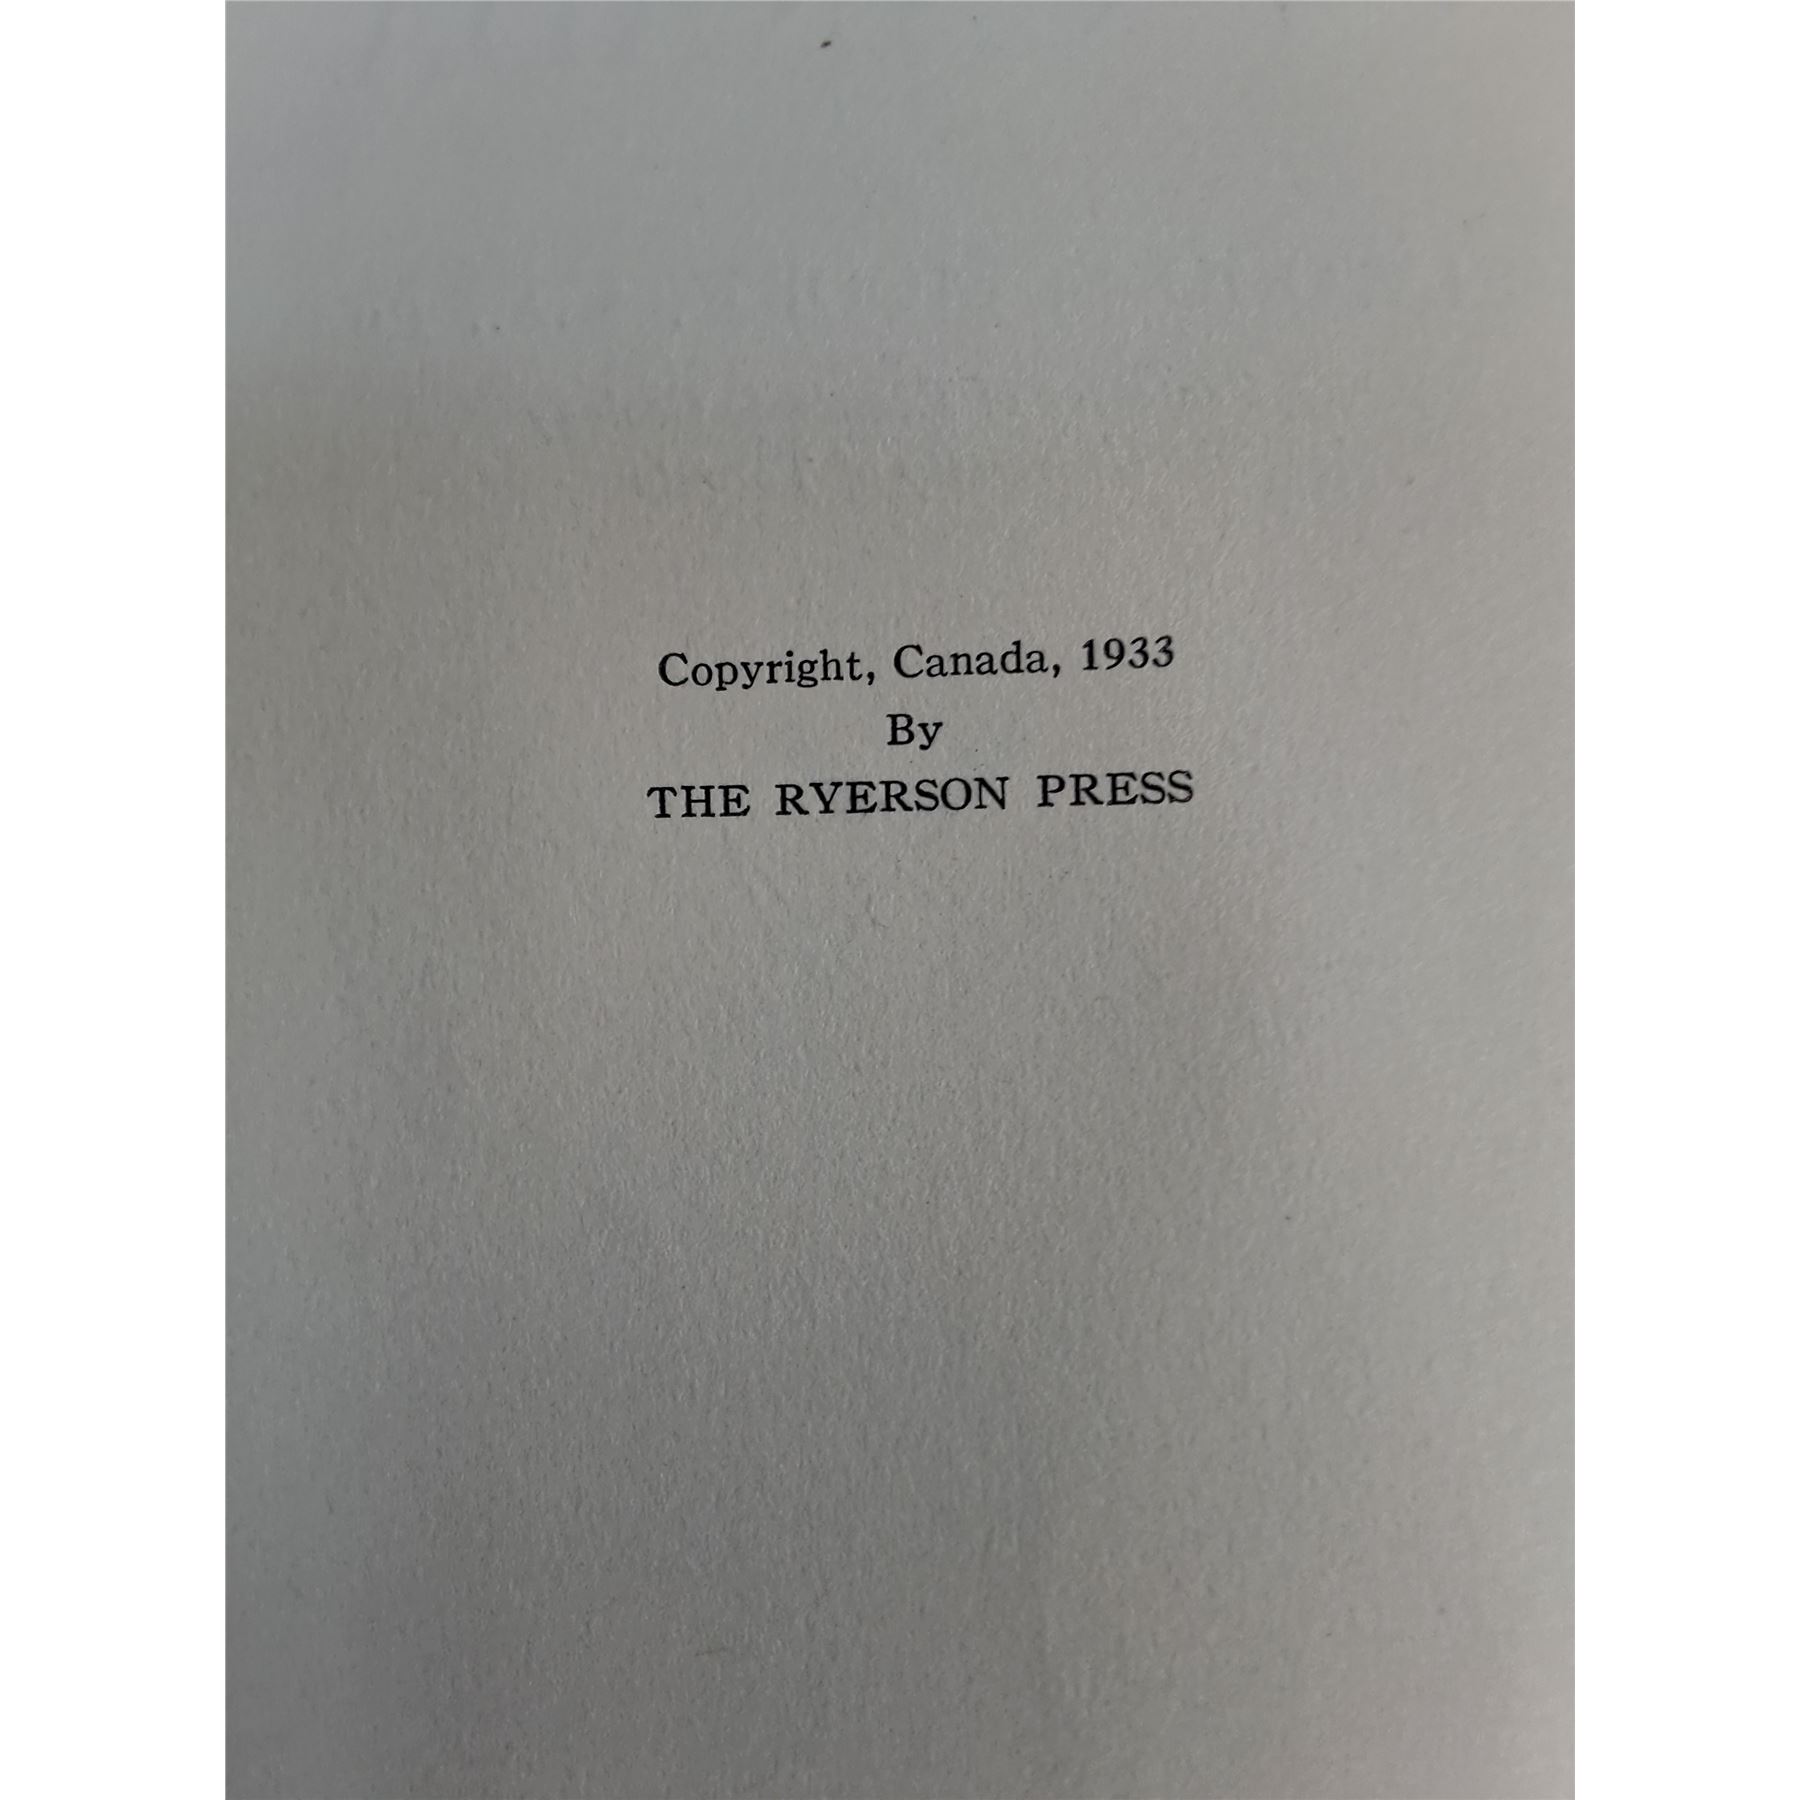 Copyright, Canada, 1933
By
THE RYERSON PRESS